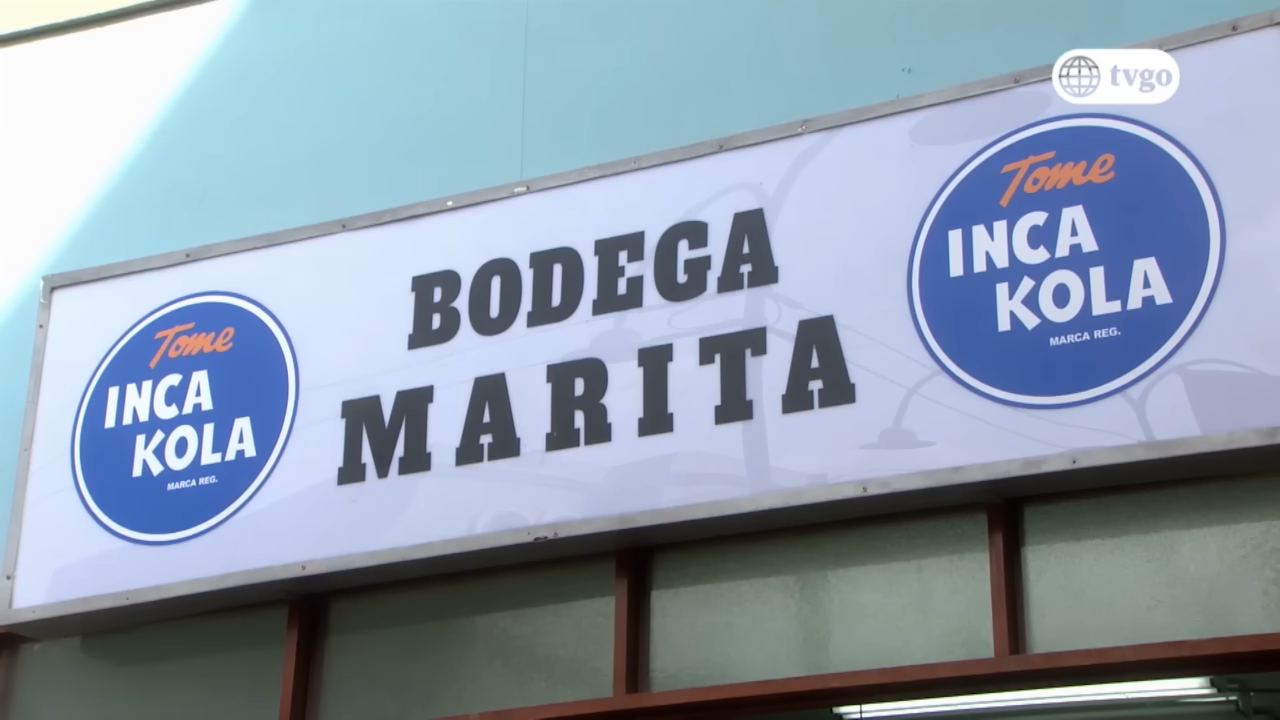 tvgo
BODEGA
MARITA
Tome
INCA
KOLA
MARCA REG.
Tome
INCA
KOLA
MARCA REG.